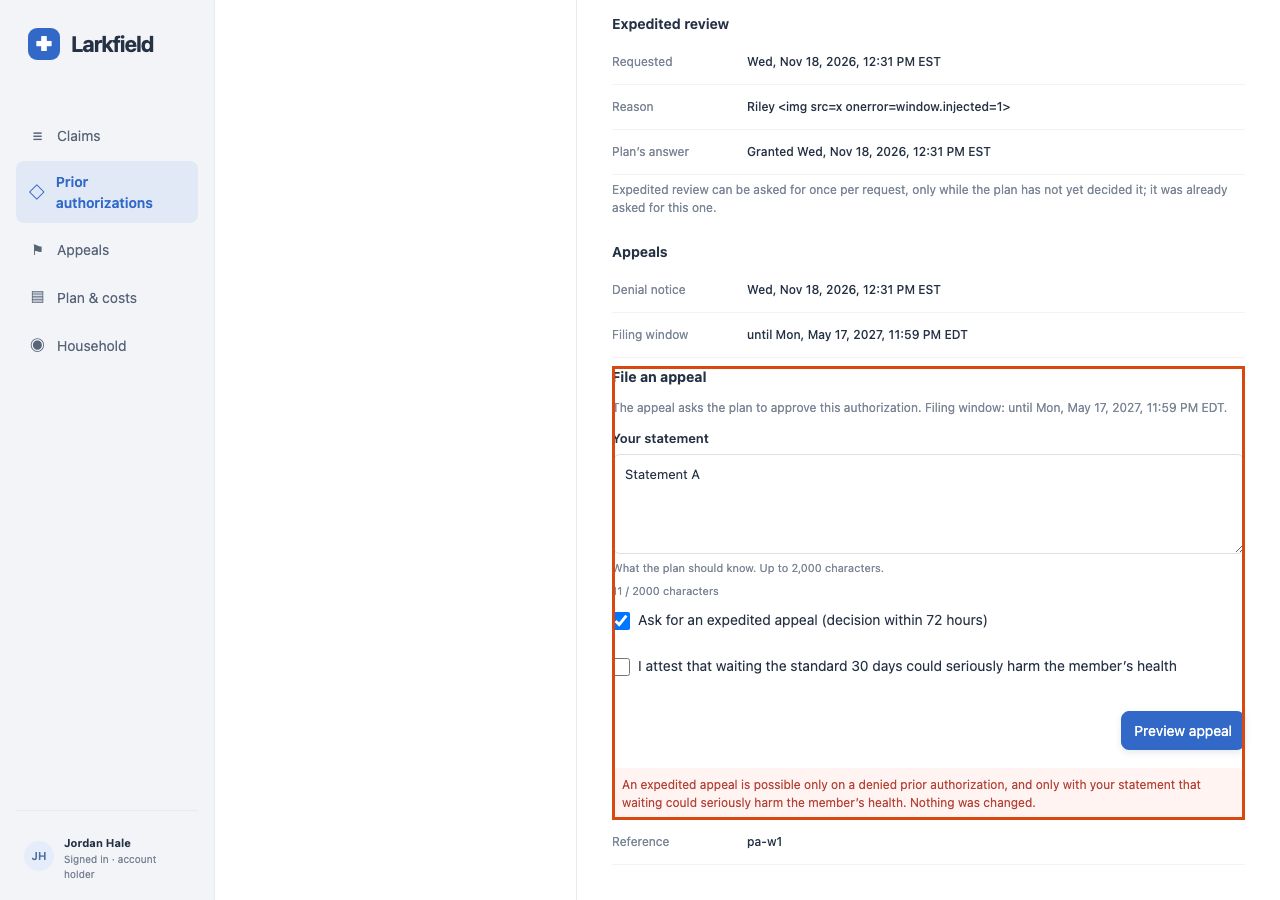 Larkfield
Claims
Prior
authorizations
Appeals
Plan & costs
Household
JH
Jordan Hale
Signed in · account
holder
Expedited review
Requested Wed, Nov 18, 2026, 12:31 PM EST
Reason Riley <img src=x onerror=window.injected=1>
Plan’s answer Granted Wed, Nov 18, 2026, 12:31 PM EST
Expedited review can be asked for once per request, only while the plan has not yet decided it; it was already
asked for this one.
Appeals
Denial notice Wed, Nov 18, 2026, 12:31 PM EST
Filing window until Mon, May 17, 2027, 11:59 PM EDT
File an appeal
The appeal asks the plan to approve this authorization. Filing window: until Mon, May 17, 2027, 11:59 PM EDT.
Your statement
Statement A
What the plan should know. Up to 2,000 characters.
11 / 2000 characters
Ask for an expedited appeal (decision within 72 hours)
I attest that waiting the standard 30 days could seriously harm the member’s health
Preview appeal
An expedited appeal is possible only on a denied prior authorization, and only with your statement that
waiting could seriously harm the member’s health. Nothing was changed.
Reference pa-w1